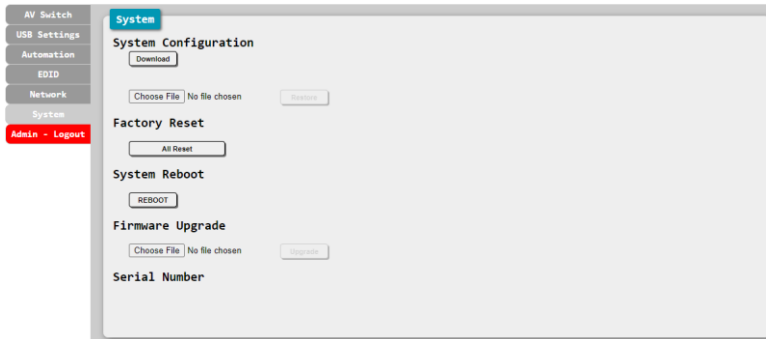 AV Switch
USB Settings
Automation
EDID
Network
System
Admin - Logout
System
System Configuration
Download
Choose File No file chosen
Restore
Factory Reset
All Reset
System Reboot
REBOOT
Firmware Upgrade
Choose File No file chosen
Upgrade
Serial Number